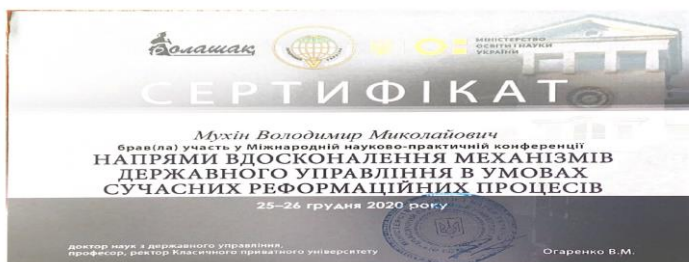 Болашақ
МІНІСТЕРСТВО
ОСВІТИ І НАУКИ
УКРАЇНИ
СЕРТИФІКАТ
Мухін Володимир Миколайович
брав(ла) участь у Міжнародній науково-практичній конференції
НАПРЯМИ ВДОСКОНАЛЕННЯ МЕХАНІЗМІВ
ДЕРЖАВНОГО УПРАВЛІННЯ В УМОВАХ
СУЧАСНИХ РЕФОРМАЦІЙНИХ ПРОЦЕСІВ
25–26 грудня 2020 року
доктор наук з державного управління,
професор, ректор Класичного приватного університету
Огаренко В.М.